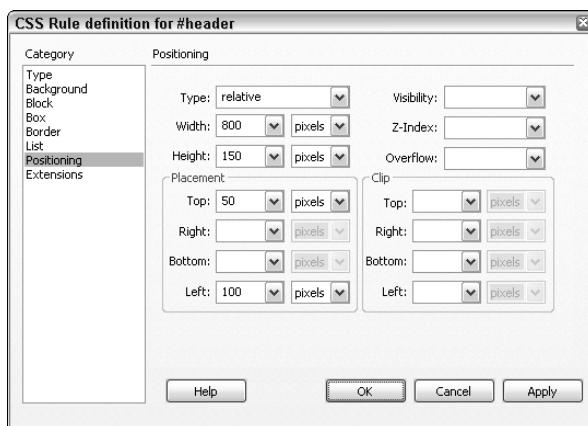 CSS Rule definition for #header
Category
Type
Background
Block
Box
Border
List
Positioning
Extensions
Positioning
Type: relative
Visibility:
Width: 800 pixels
Z-Index:
Height: 150 pixels
Overflow:
Placement
Top: 50 pixels
Right: pixels
Bottom: pixels
Left: 100 pixels
Clip
Top: pixels
Right: pixels
Bottom: pixels
Left: pixels
Help
OK
Cancel
Apply